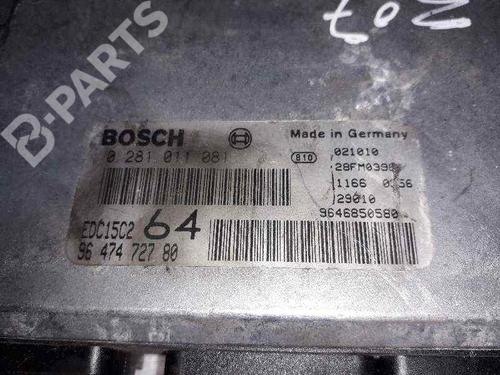 207
B-PARTS
BOSCH
Made in Germany
0 281 011 081
810
021010
28FM0399
1166
29010
9646850580
EDC15C2 64
96 474 727 80